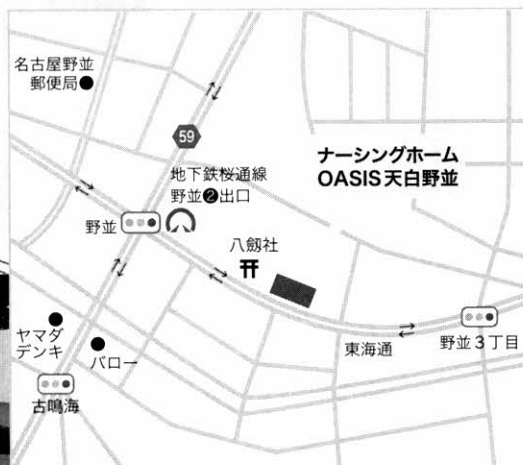 名古屋野並
郵便局
59
地下鉄桜通線
野並❷出口
ナーシングホーム
OASIS天白野並
野並
八剱社
ヤマダ
デンキ
バロー
東海通
野並3丁目
古鳴海